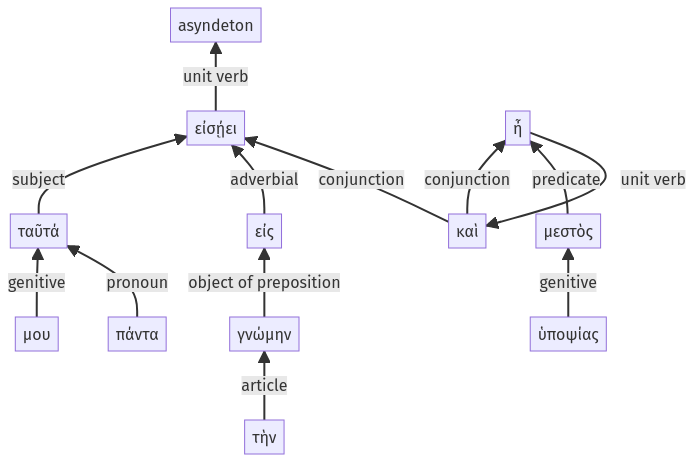 asyndeton
unit verb
εἰσῄει
ἦ
subject
adverbial
conjunction
conjunction
predicate
unit verb
ταῦτά
εἰς
καὶ
μεστὸς
genitive
pronoun
object of preposition
genitive
μου
πάντα
γνώμην
ὑποψίας
article
τὴν